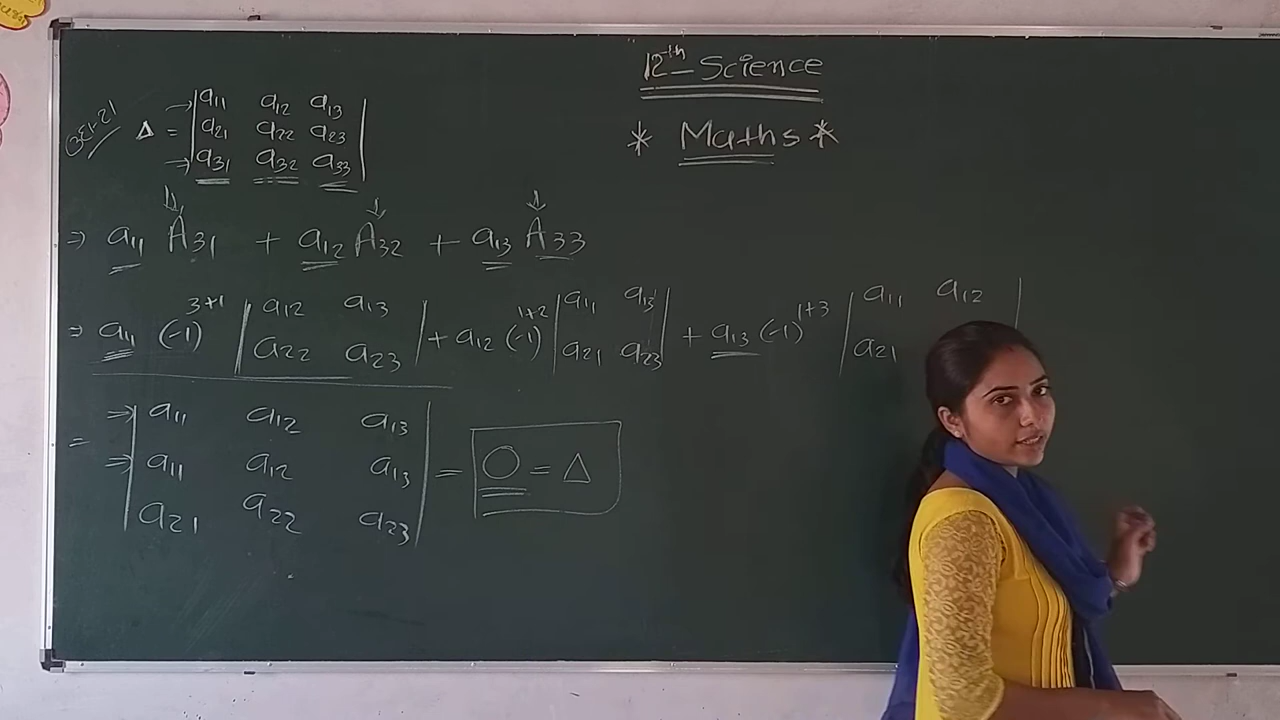 12th Science
* Maths *
a11 a12 a13
Δ = a21 a22 a23
a31 a32 a33
⇒ a11 A31 + a12 A32 + a13 A33
⇒ a11 (-1)^3+1 | a12 a13 | + a12 (-1)^1+2 | a11 a13 | + a13 (-1)^1+3 | a11 a12 |
a22 a23 a21 a23 a21
a11 a12 a13
= a11 a12 a13 = 0 = Δ
a21 a22 a23